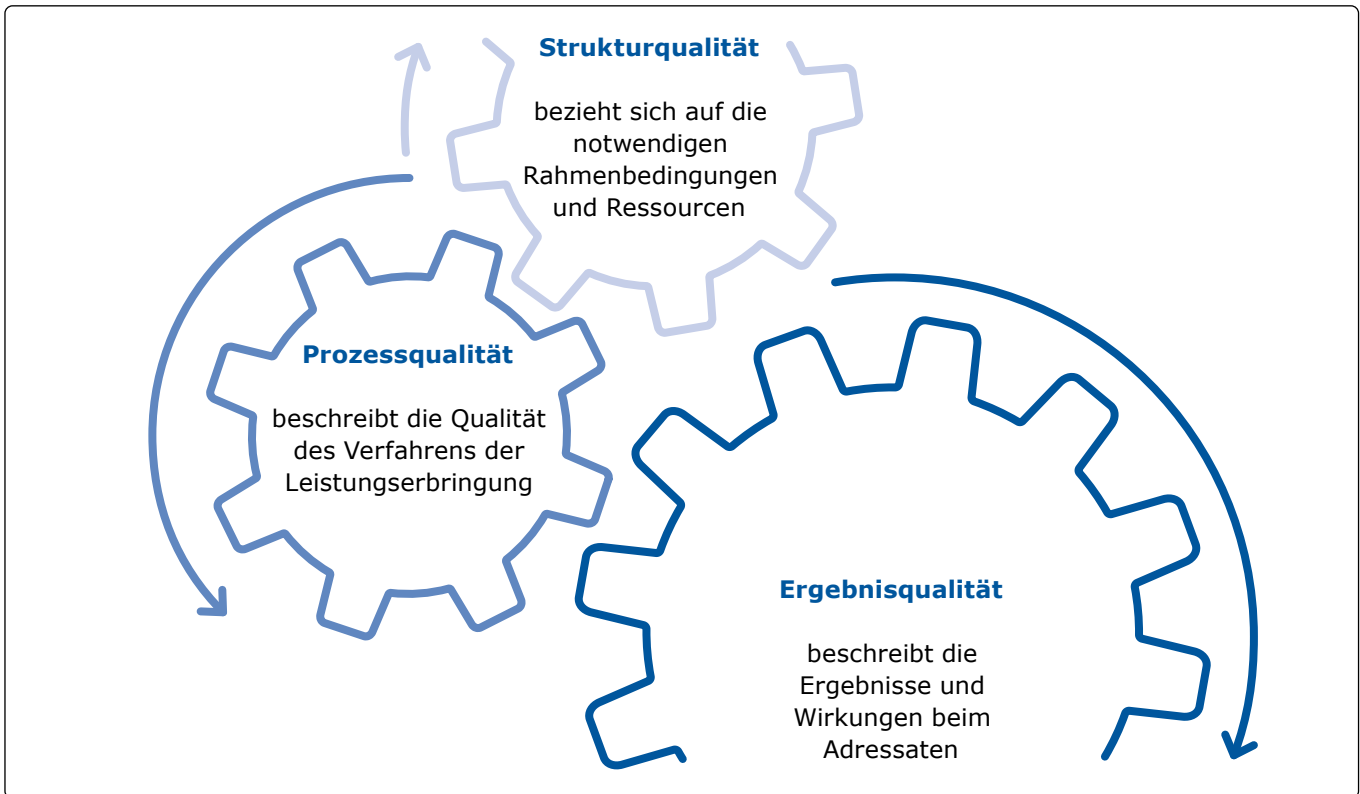 Strukturqualität
bezieht sich auf die
notwendigen
Rahmenbedingungen
und Ressourcen
Prozessqualität
beschreibt die Qualität
des Verfahrens der
Leistungserbringung
Ergebnisqualität
beschreibt die
Ergebnisse und
Wirkungen beim
Adressaten